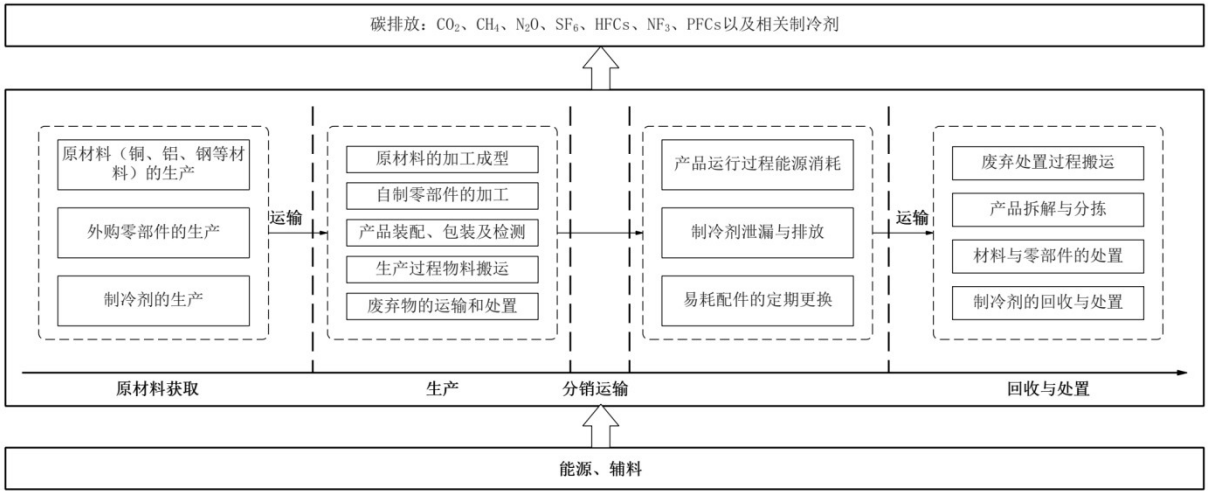 碳排放：CO₂、CH₄、N₂O、SF₆、HFCs、NF₃、PFCs以及相关制冷剂
原材料（铜、铝、钢等材
料）的生产
外购零部件的生产
制冷剂的生产
运输
原材料的加工成型
自制零部件的加工
产品装配、包装及检测
生产过程物料搬运
废弃物的运输和处置
产品运行过程能源消耗
制冷剂泄漏与排放
易耗配件的定期更换
运输
废弃处置过程搬运
产品拆解与分拣
材料与零部件的处置
制冷剂的回收与处置
原材料获取
生产
分销运输
回收与处置
能源、辅料